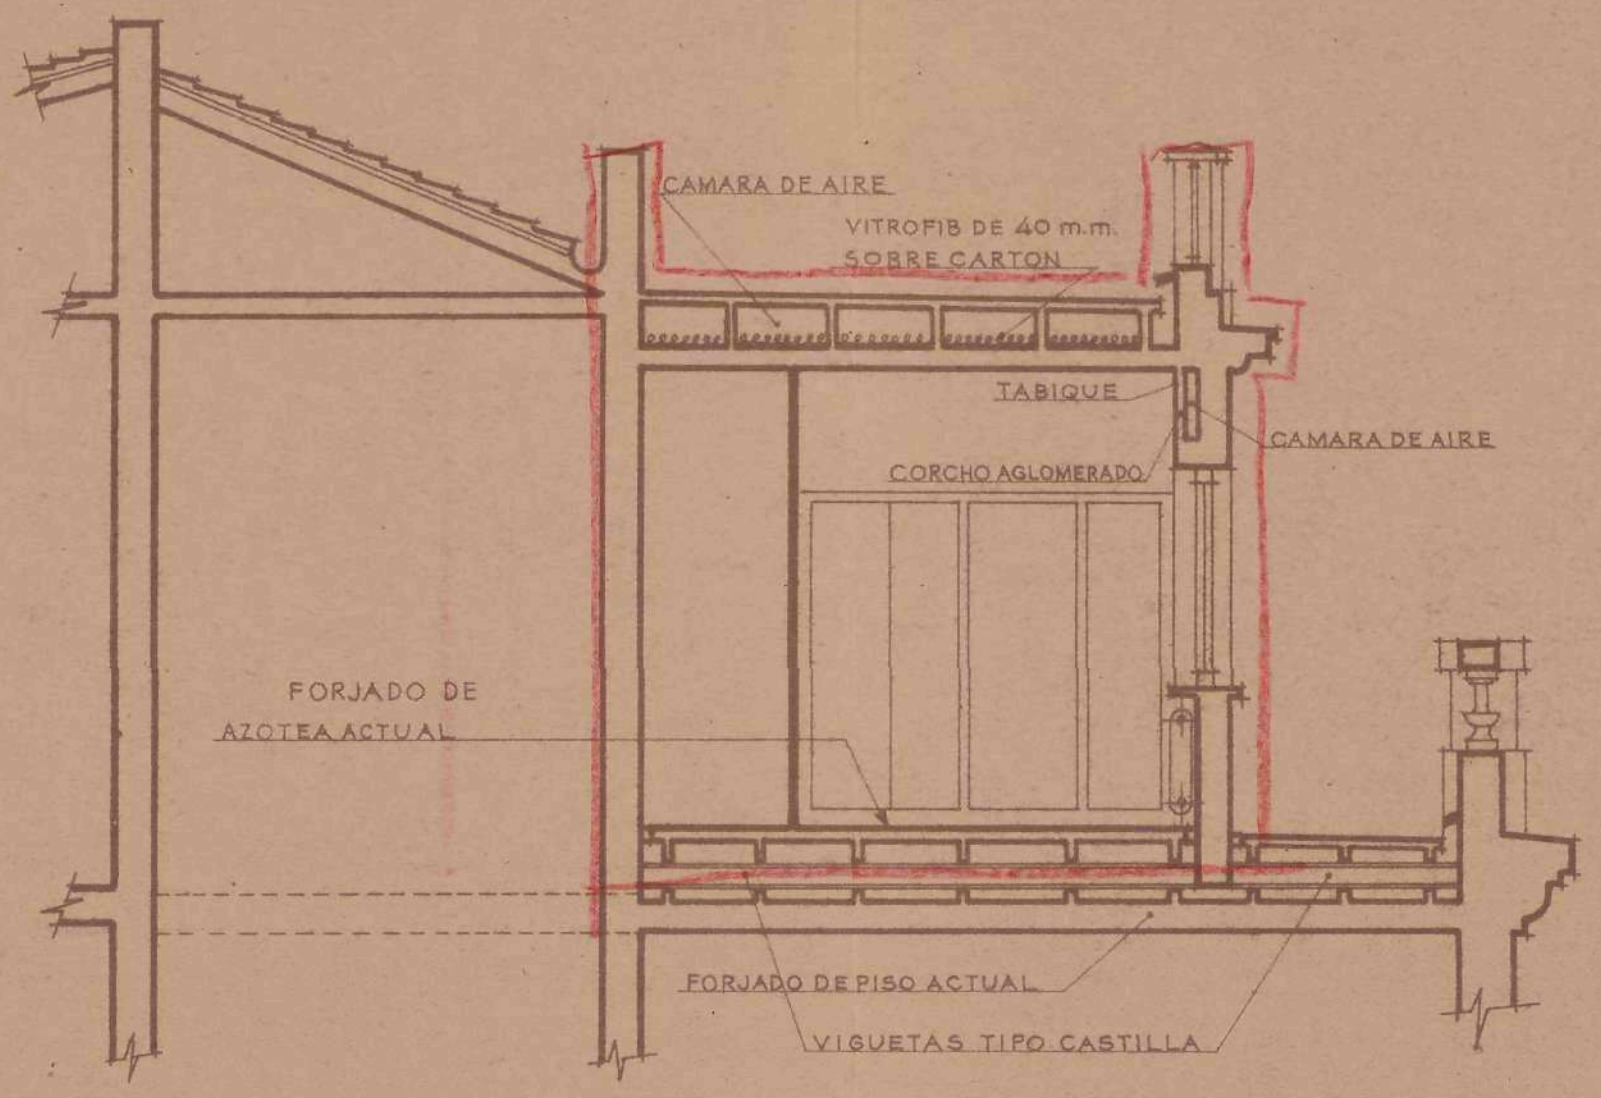 CAMARA DE AIRE
VITROFIB DE 40 m.m.
SOBRE CARTON
TABIQUE
CAMARA DE AIRE
CORCHO AGLOMERADO
FORJADO DE
AZOTEA ACTUAL
FORJADO DE PISO ACTUAL
VIGUETAS TIPO CASTILLA